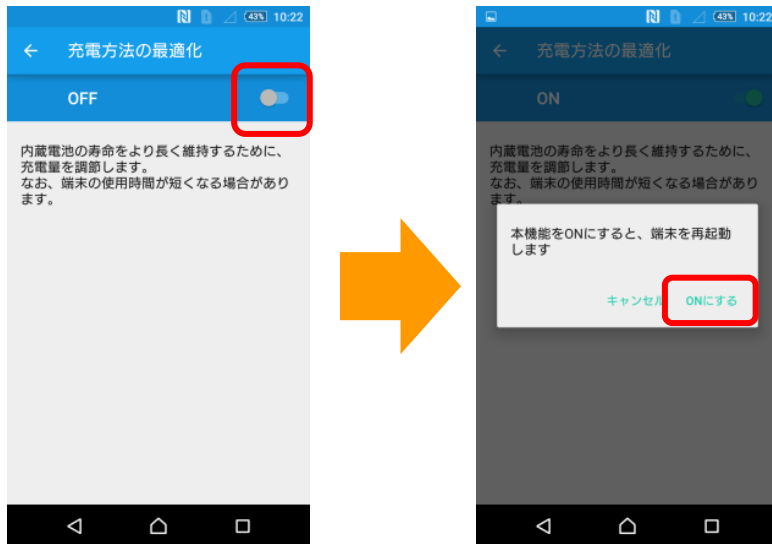 43% 10:22
充電方法の最適化
OFF
内蔵電池の寿命をより長く維持するために、
充電量を調節します。
なお、端末の使用時間が短くなる場合があり
ます。
43% 10:22
充電方法の最適化
ON
内蔵電池の寿命をより長く維持するために、
充電量を調節します。
なお、端末の使用時間が短くなる場合があり
ます。
本機能をONにすると、端末を再起動
します
キャンセル ONにする